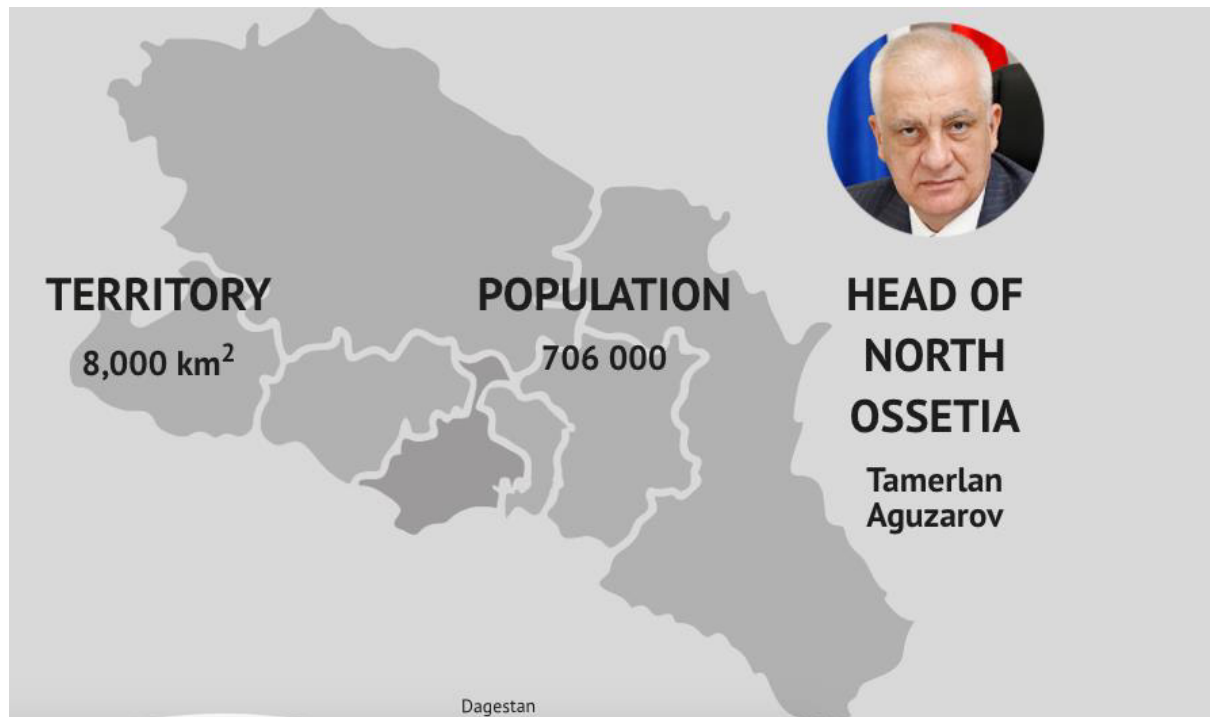 TERRITORY
8,000 km²
POPULATION
706 000
HEAD OF
NORTH
OSSETIA
Tamerlan
Aguzarov
Dagestan